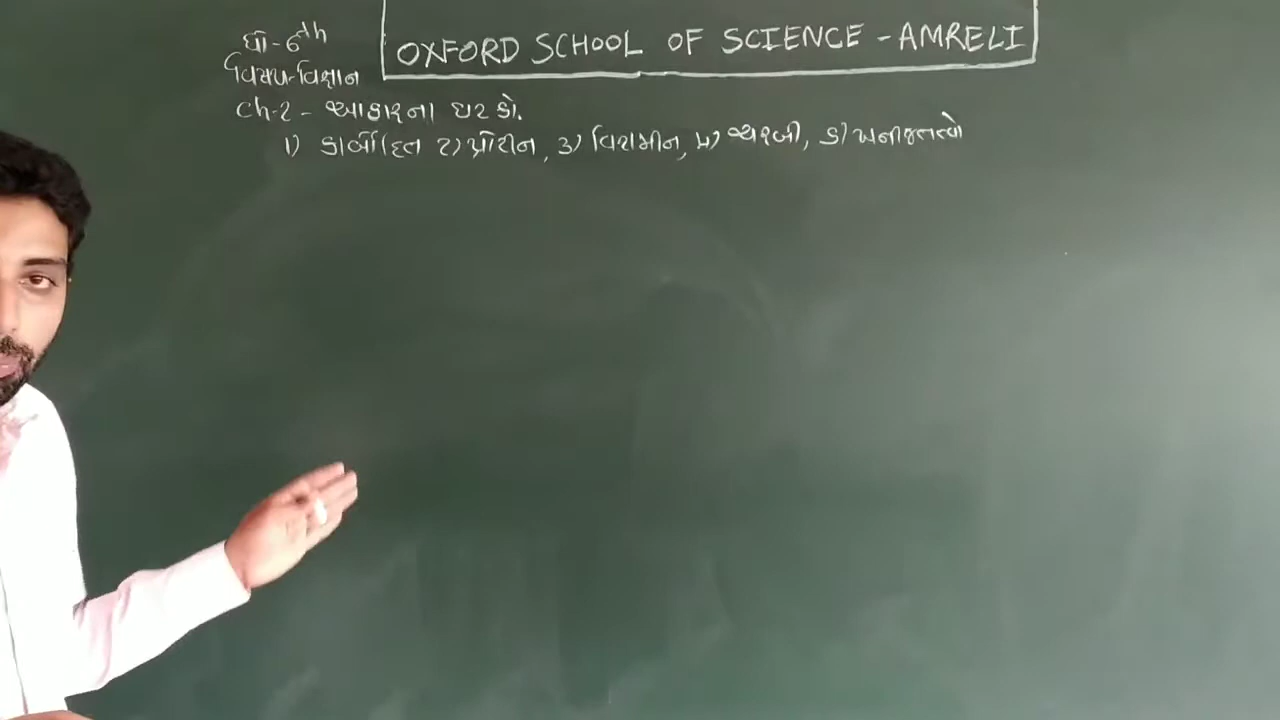 OXFORD SCHOOL OF SCIENCE - AMRELI
ધો-6th
વિષય-વિજ્ઞાન
ch-2 - આહારના ઘટકો.
1) કાર્બોહિત 2) પ્રોટીન, 3) વિટામીન, 4) ચરબી, 5) ખનીજતત્વો